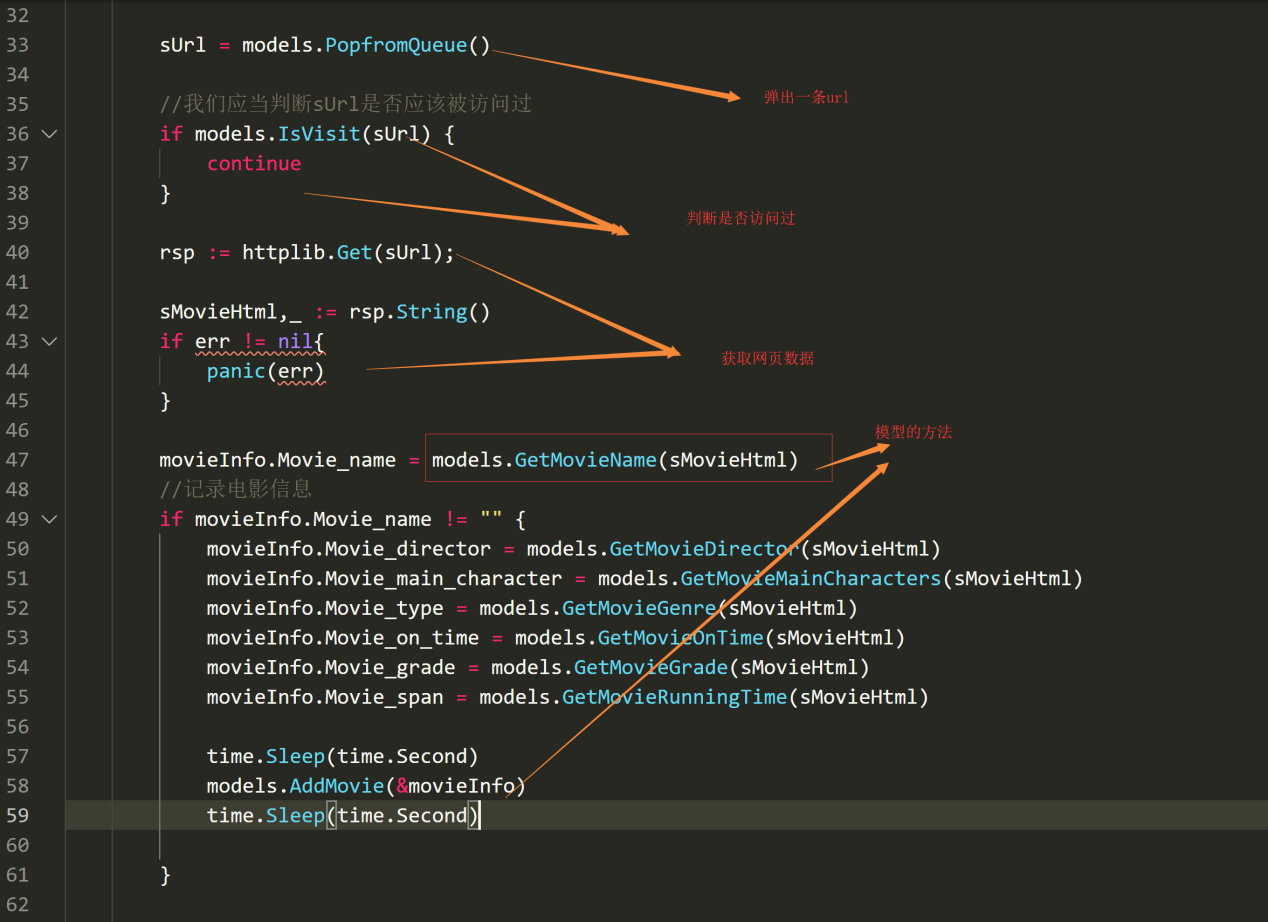 32
33 sUrl = models.PopfromQueue()
弹出一条url
34
35 //我们应当判断sUrl是否应该被访问过
36 if models.IsVisit(sUrl) {
37 continue
38 }
判断是否访问过
39
40 rsp := httplib.Get(sUrl);
41
42 sMovieHtml,_ := rsp.String()
43 if err != nil{
获取网页数据
44 panic(err)
45 }
46
模型的方法
47 movieInfo.Movie_name = models.GetMovieName(sMovieHtml)
48 //记录电影信息
49 if movieInfo.Movie_name != "" {
50 movieInfo.Movie_director = models.GetMovieDirector(sMovieHtml)
51 movieInfo.Movie_main_character = models.GetMovieMainCharacters(sMovieHtml)
52 movieInfo.Movie_type = models.GetMovieGenre(sMovieHtml)
53 movieInfo.Movie_on_time = models.GetMovieOnTime(sMovieHtml)
54 movieInfo.Movie_grade = models.GetMovieGrade(sMovieHtml)
55 movieInfo.Movie_span = models.GetMovieRunningTime(sMovieHtml)
56
57 time.Sleep(time.Second)
58 models.AddMovie(&movieInfo)
59 time.Sleep(time.Second)
60
61 }
62